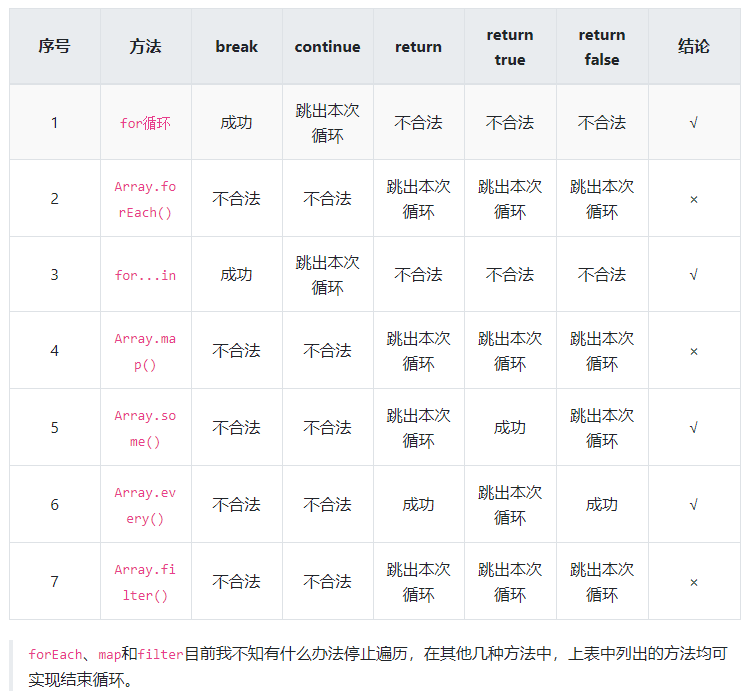 序号 方法 break continue return return true return false 结论
1 for循环 成功 跳出本次循环 不合法 不合法 不合法 √
2 Array.forEach() 不合法 不合法 跳出本次循环 跳出本次循环 跳出本次循环 ×
3 for...in 成功 跳出本次循环 不合法 不合法 不合法 √
4 Array.map() 不合法 不合法 跳出本次循环 跳出本次循环 跳出本次循环 ×
5 Array.some() 不合法 不合法 跳出本次循环 成功 跳出本次循环 √
6 Array.every() 不合法 不合法 成功 跳出本次循环 成功 √
7 Array.filter() 不合法 不合法 跳出本次循环 跳出本次循环 跳出本次循环 ×
forEach、map和filter目前我不知有什么办法停止遍历，在其他几种方法中，上表中列出的方法均可
实现结束循环。